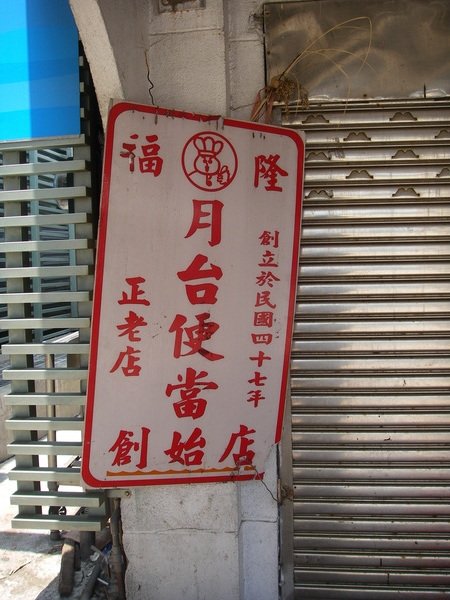 福隆
月台便當
創立於民國四十七年
正老店
創始店